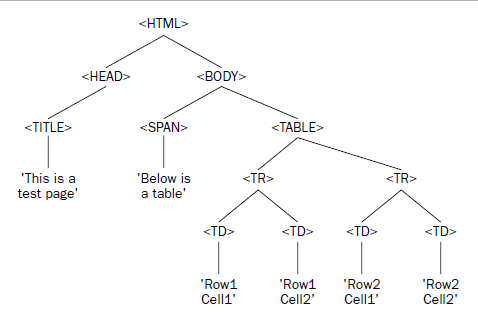 <HTML>
<HEAD> <BODY>
<TITLE> <SPAN> <TABLE>
'This is a 'Below is <TR> <TR>
test page' a table'
<TD> <TD> <TD> <TD>
'Row1 'Row1 'Row2 'Row2
Cell1' Cell2' Cell1' Cell2'